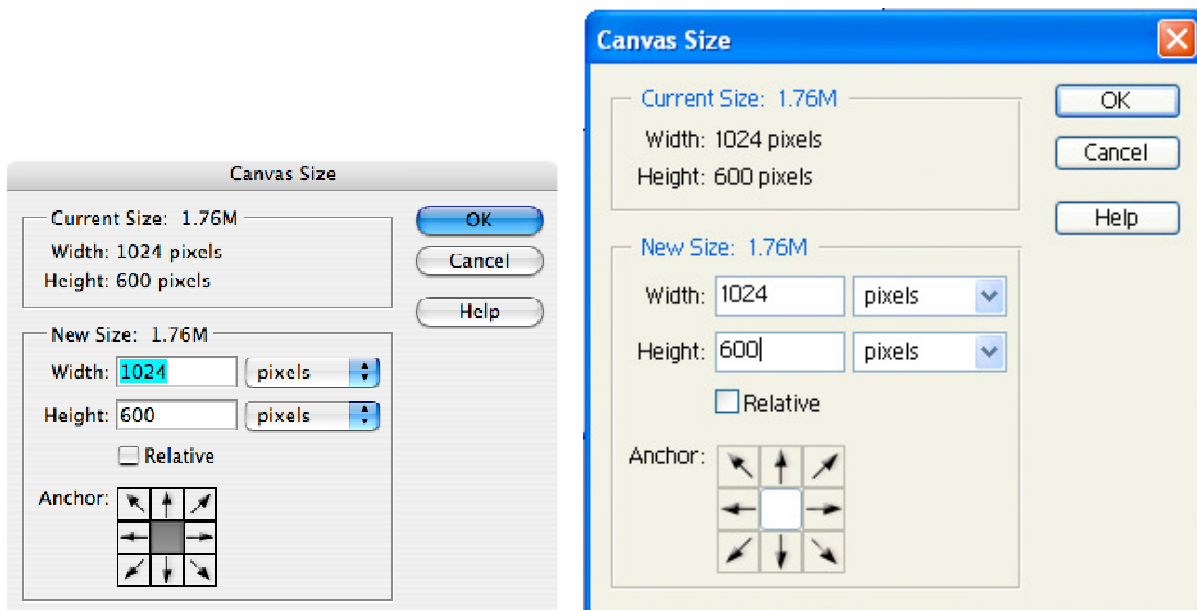 Canvas Size
Current Size: 1.76M
Width: 1024 pixels
Height: 600 pixels
OK
Cancel
Help
New Size: 1.76M
Width: 1024 pixels
Height: 600 pixels
Relative
Anchor:
Canvas Size
Current Size: 1.76M
Width: 1024 pixels
Height: 600 pixels
OK
Cancel
Help
New Size: 1.76M
Width: 1024 pixels
Height: 600 pixels
Relative
Anchor: